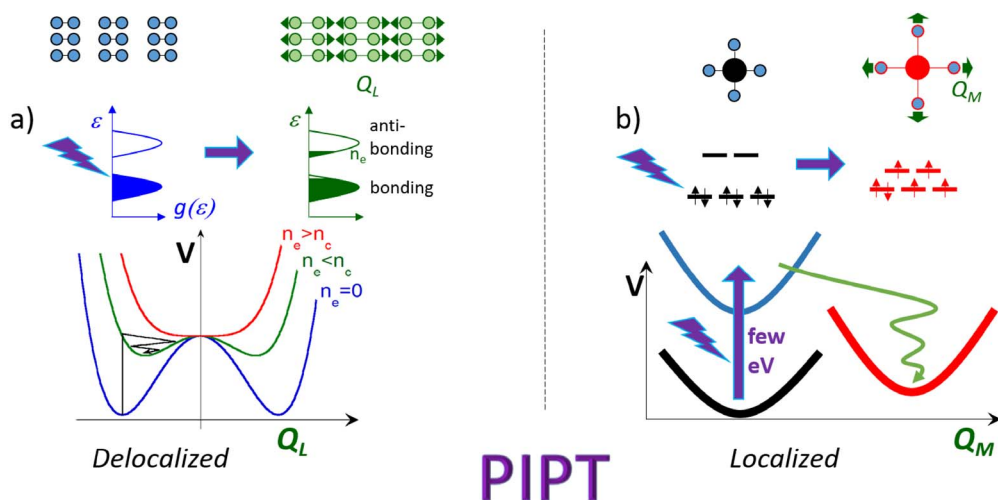 Q_L
a)
ε
g(ε)
ε
n_e
anti-
bonding
bonding
V
n_e>n_c
n_e<n_c
n_e=0
Q_L
Delocalized
PIPT
Q_M
b)
V
few
eV
Q_M
Localized